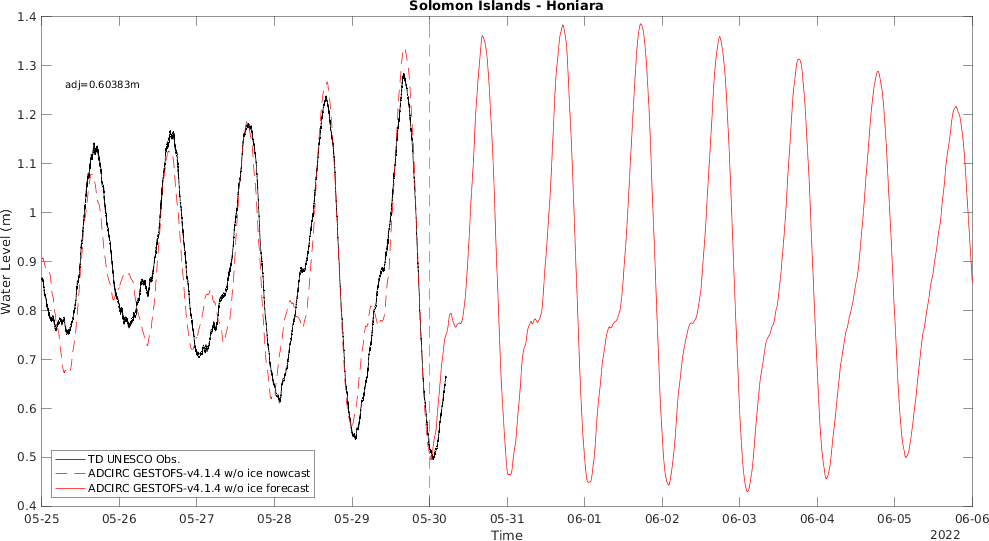 Solomon Islands - Honiara
1.4
1.3
adj=0.60383m
1.2
1.1
1
Water Level (m)
0.9
0.8
0.7
0.6
0.5
0.4
TD UNESCO Obs.
ADCIRC GESTOFS-v4.1.4 w/o ice nowcast
ADCIRC GESTOFS-v4.1.4 w/o ice forecast
05-25 05-26 05-27 05-28 05-29 05-30 05-31 06-01 06-02 06-03 06-04 06-05 06-06
Time
2022